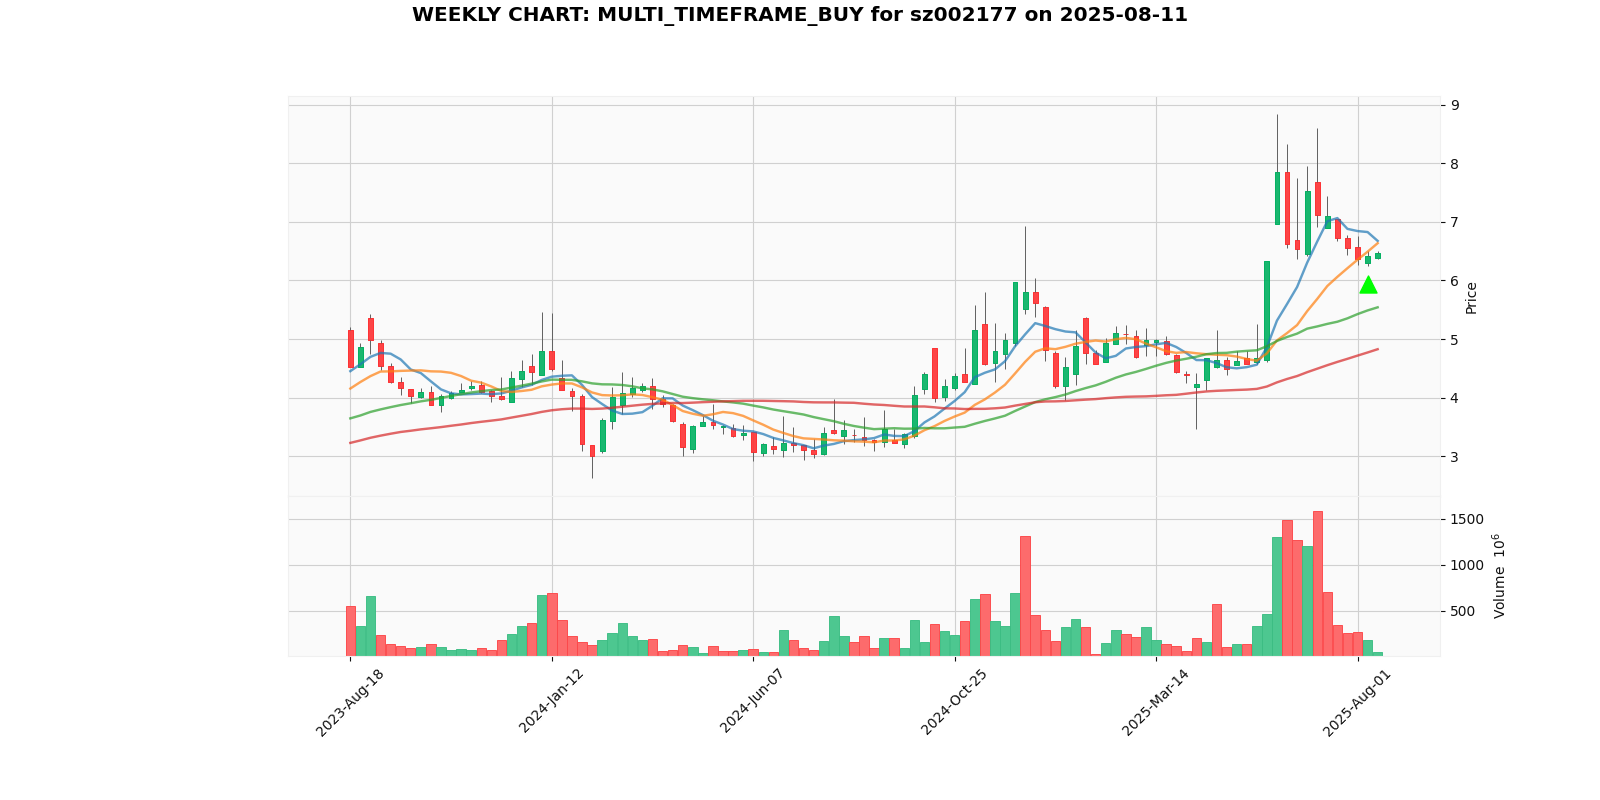 WEEKLY CHART: MULTI_TIMEFRAME_BUY for sz002177 on 2025-08-11
9
8
7
6
5
4
3
Price
1500
1000
500
Volume 10^6
2023-Aug-18
2024-Jan-12
2024-Jun-07
2024-Oct-25
2025-Mar-14
2025-Aug-01